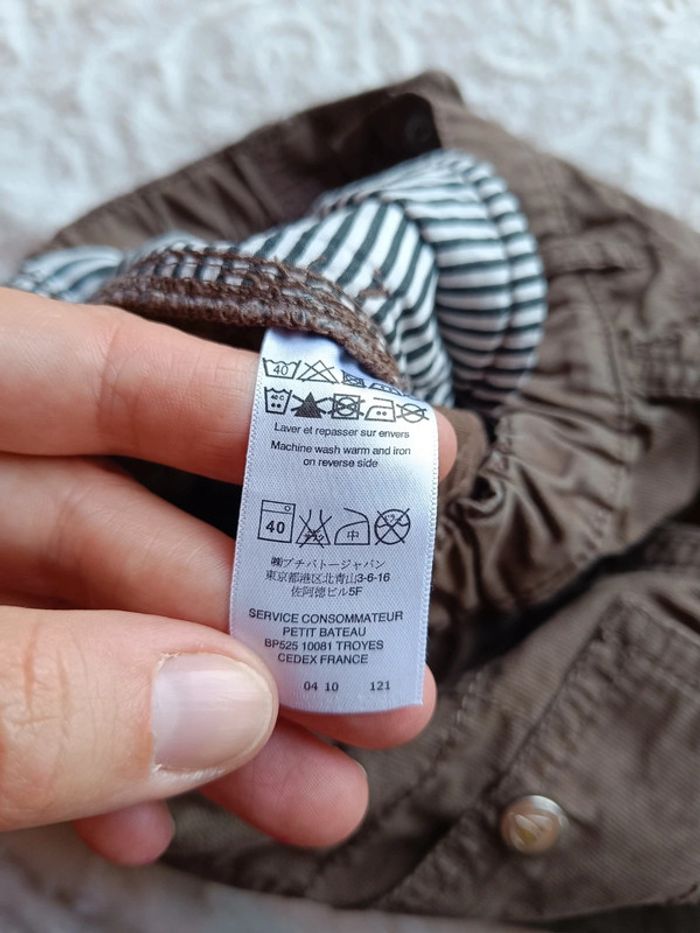 40
40 C
Laver et repasser sur envers
Machine wash warm and iron
on reverse side
40
中
㈱プチバトージャパン
東京都港区北青山3-6-16
佐阿徳ビル5F
SERVICE CONSOMMATEUR
PETIT BATEAU
BP525 10081 TROYES
CEDEX FRANCE
04 10 121